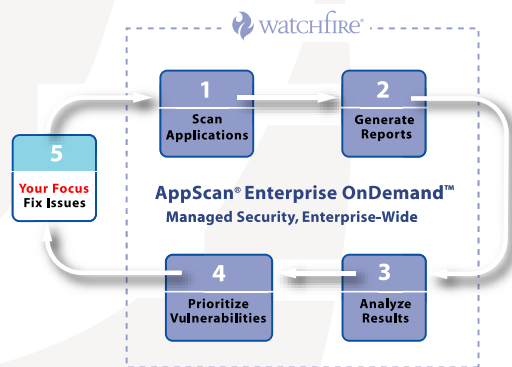 watchfire®
1
Scan
Applications
2
Generate
Reports
5
Your Focus
Fix Issues
AppScan® Enterprise OnDemand™
Managed Security, Enterprise-Wide
4
Prioritize
Vulnerabilities
3
Analyze
Results